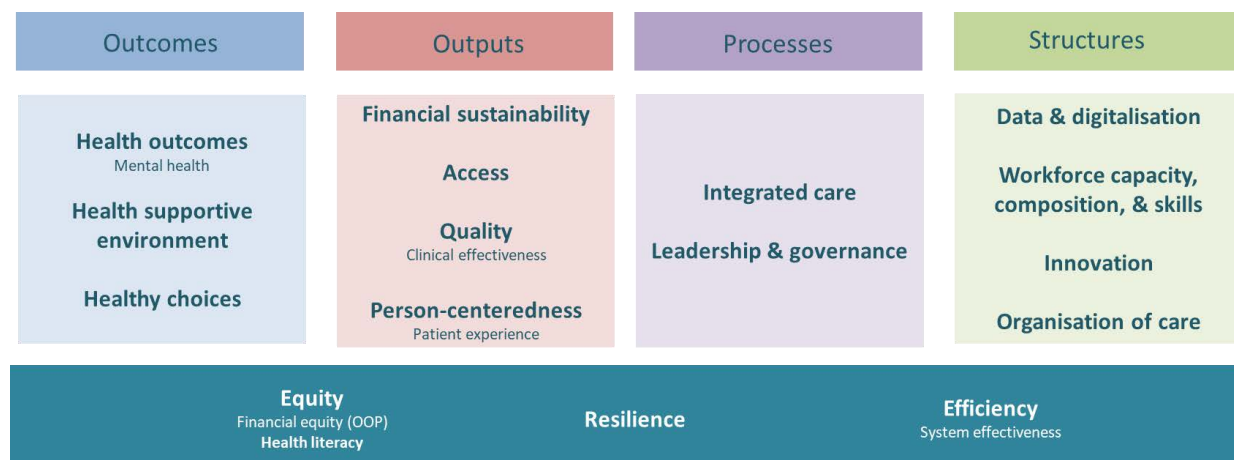 Outcomes
Outputs
Processes
Structures
Health outcomes
Mental health
Health supportive
environment
Healthy choices
Financial sustainability
Access
Quality
Clinical effectiveness
Person-centeredness
Patient experience
Integrated care
Leadership & governance
Data & digitalisation
Workforce capacity,
composition, & skills
Innovation
Organisation of care
Equity
Financial equity (OOP)
Health literacy
Resilience
Efficiency
System effectiveness